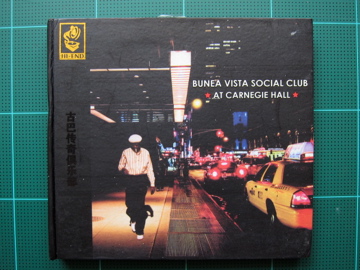 HI-END
BUNEA VISTA SOCIAL CLUB
★ AT CARNEGIE HALL ★